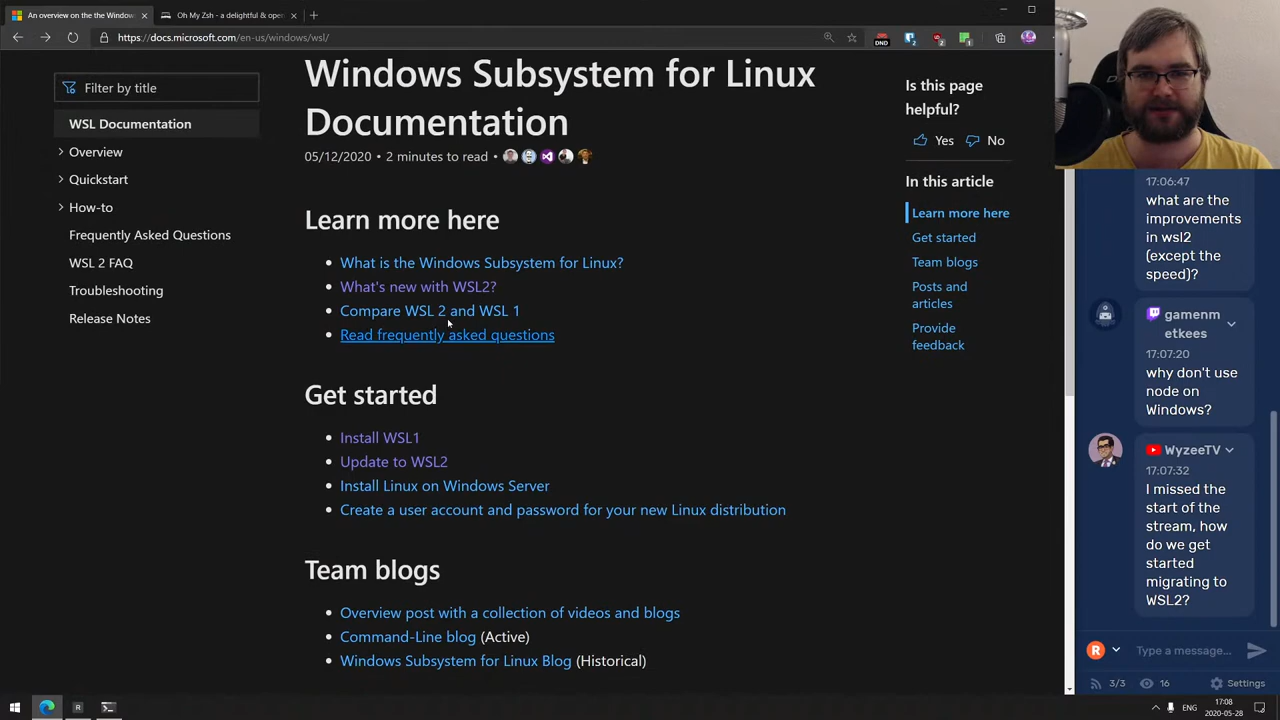 An overview on the the Window
Oh My Zsh - a delightful & ope
https://docs.microsoft.com/en-us/windows/wsl/
DND
2
2
1
Filter by title
WSL Documentation
Overview
Quickstart
How-to
Frequently Asked Questions
WSL 2 FAQ
Troubleshooting
Release Notes
Windows Subsystem for Linux
Documentation
05/12/2020 • 2 minutes to read •
Learn more here
What is the Windows Subsystem for Linux?
What's new with WSL2?
Compare WSL 2 and WSL 1
Read frequently asked questions
Get started
Install WSL1
Update to WSL2
Install Linux on Windows Server
Create a user account and password for your new Linux distribution
Team blogs
Overview post with a collection of videos and blogs
Command-Line blog (Active)
Windows Subsystem for Linux Blog (Historical)
Is this page
helpful?
Yes No
In this article
Learn more here
Get started
Team blogs
Posts and
articles
Provide
feedback
17:06:47
what are the
improvements
in wsl2
(except the
speed)?
gamenm
etkees
17:07:20
why don't use
node on
Windows?
WyzeeTV
17:07:32
I missed the
start of the
stream, how
do we get
started
migrating to
WSL2?
R
Type a message...
3/3 16 Settings
R
ENG
17:08
2020-05-28